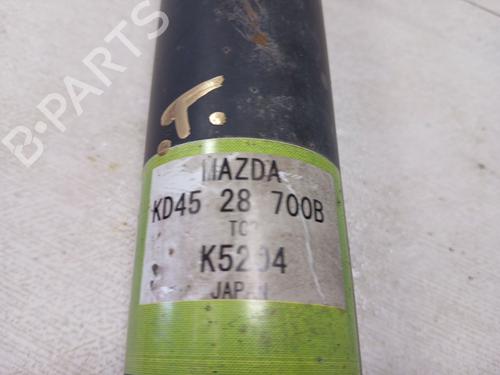 B-PARTS
.T.
MAZDA
KD45 28 700B
K5204
JAPAN